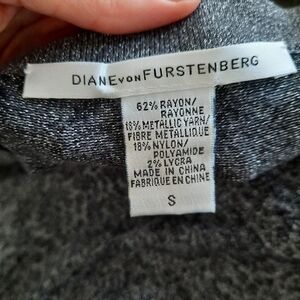 DIANE VON FURSTENBERG
62% RAYON/
RAYONNE
18% METALLIC YARN/
FIBRE METALLIQUE
18% NYLON/
POLYAMIDE
2% LYCRA
MADE IN CHINA
FABRIQUE EN CHINE
S